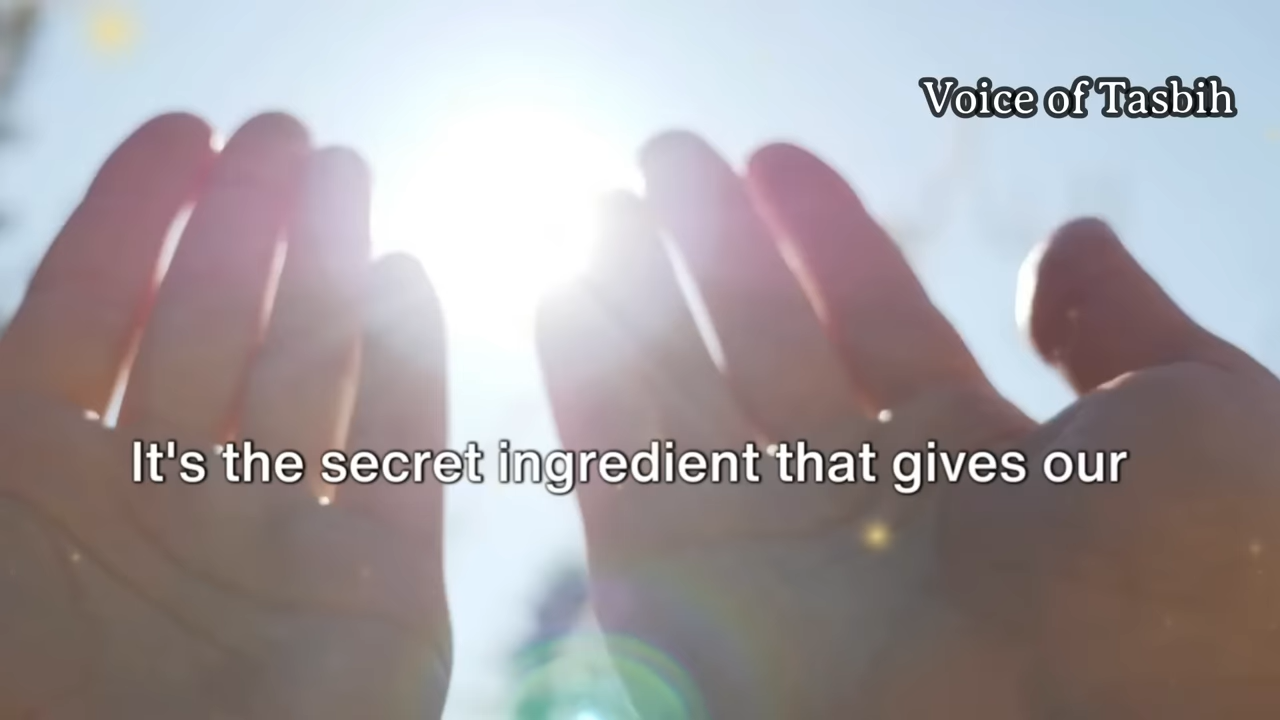 Voice of Tasbih
It's the secret ingredient that gives our